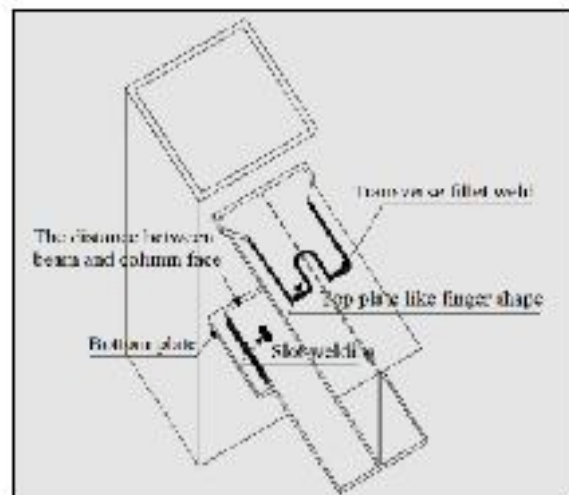 Transverse fillet weld
The distance between
beam and column face
Top plate like finger shape
Bottom plate
Slot welding